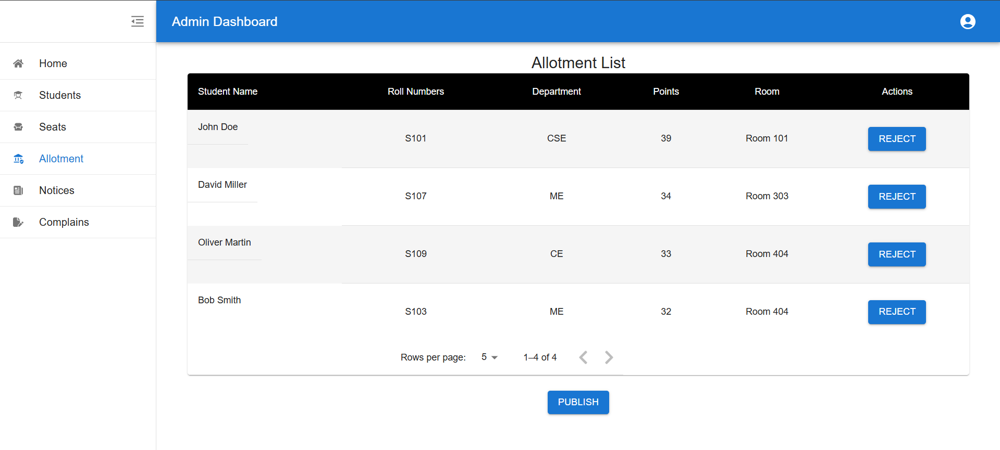 Admin Dashboard
Home
Students
Seats
Allotment
Notices
Complains
Allotment List
Student Name Roll Numbers Department Points Room Actions
John Doe S101 CSE 39 Room 101 REJECT
David Miller S107 ME 34 Room 303 REJECT
Oliver Martin S109 CE 33 Room 404 REJECT
Bob Smith S103 ME 32 Room 404 REJECT
Rows per page: 5 1–4 of 4
PUBLISH